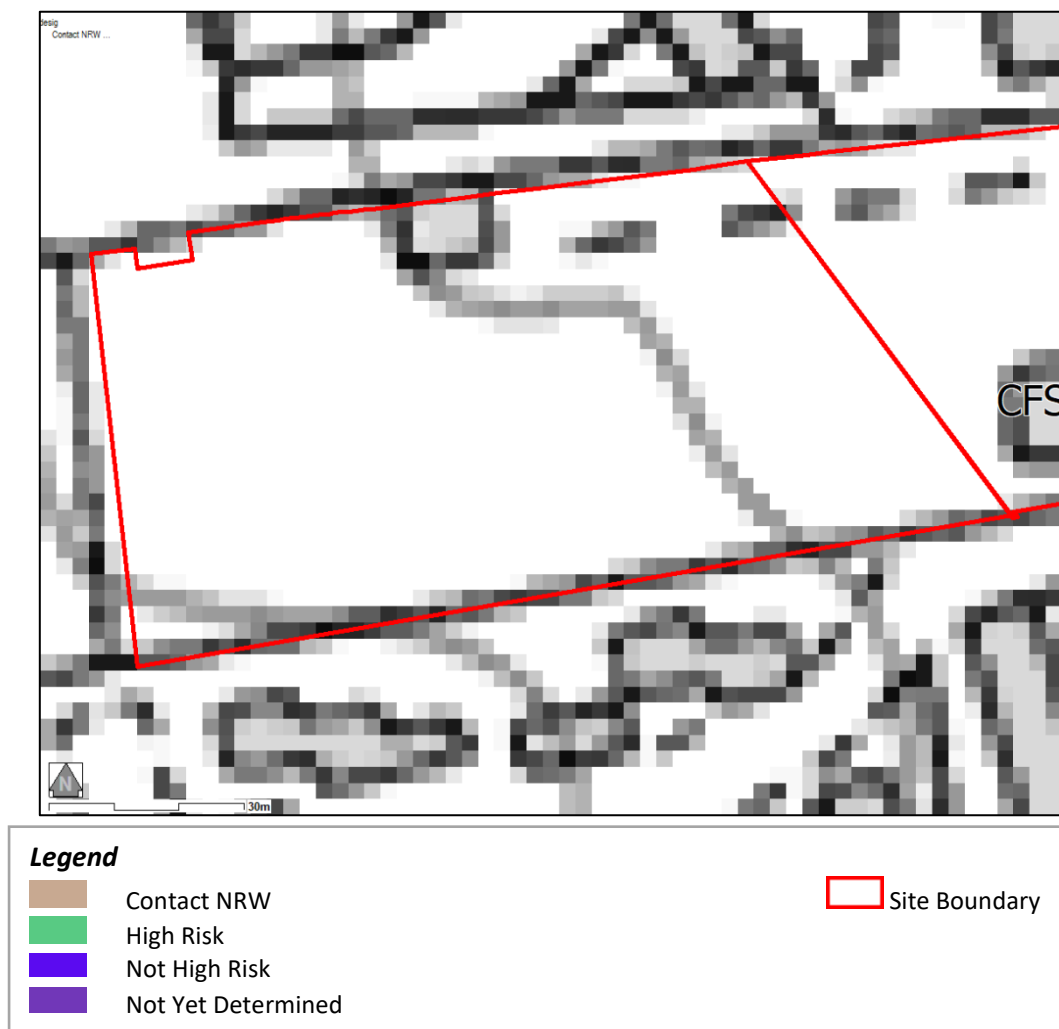 desig
Contact NRW ...
CFS
N
30m
Legend
Contact NRW
High Risk
Not High Risk
Not Yet Determined
Site Boundary